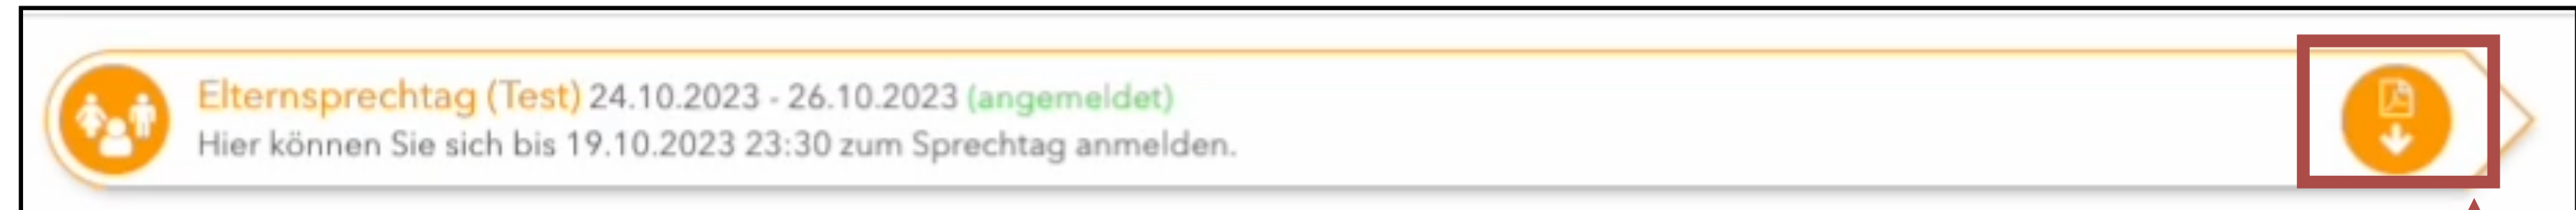 Elternsprechtag (Test) 24.10.2023 - 26.10.2023 (angemeldet)
Hier können Sie sich bis 19.10.2023 23:30 zum Sprechtag anmelden.